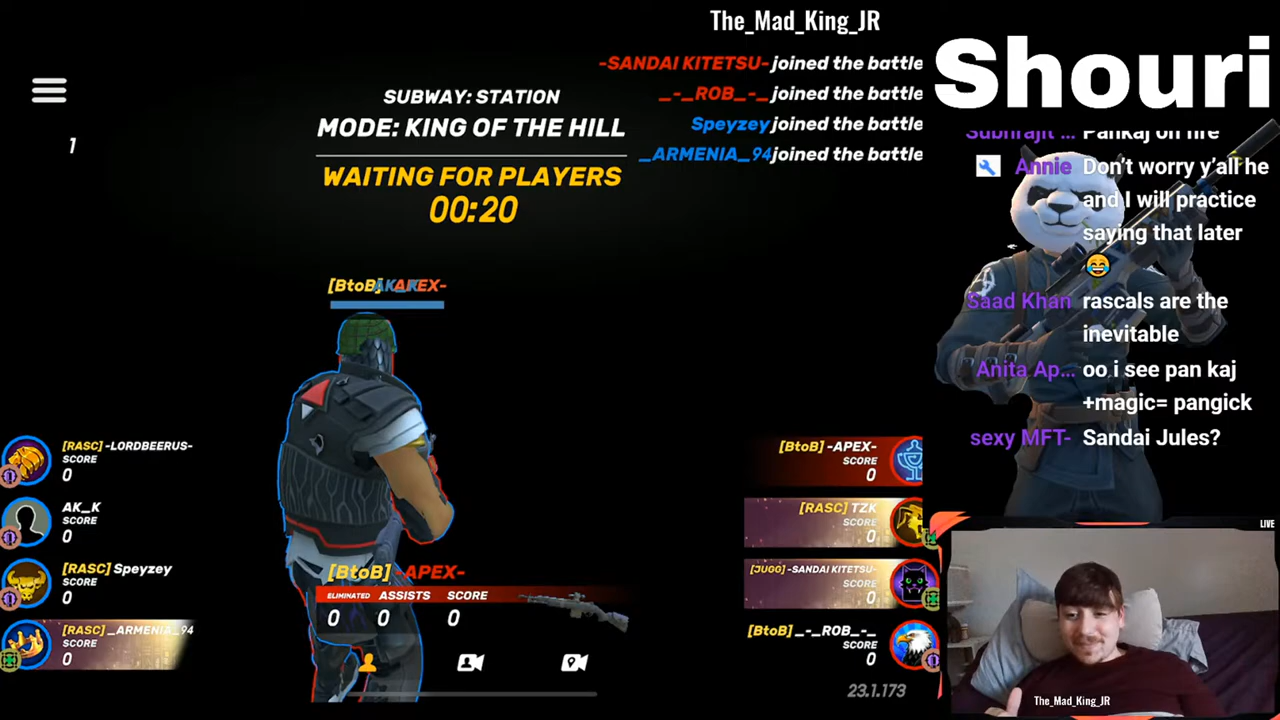 The_Mad_King_JR
Shouri
-SANDAI KITETSU- joined the battle
_-_ROB_-_ joined the battle
Speyzey joined the battle
_ARMENIA_94 joined the battle
SUBWAY: STATION
MODE: KING OF THE HILL
WAITING FOR PLAYERS
00:20
1
[BtoB] -APEX-
[RASC] -LORDBEERUS-
SCORE
0
AK_K
SCORE
0
[RASC] Speyzey
SCORE
0
[RASC] _ARMENIA_94
SCORE
0
[BtoB] -APEX-
ELIMINATED ASSISTS SCORE
0 0 0
[BtoB] -APEX-
SCORE
0
[RASC] TZK
SCORE
0
[JUGG] -SANDAI KITETSU-
SCORE
0
[BtoB] _-_ROB_-_
SCORE
0
23.1.173
Subhrajit ... Pankaj on fire
Annie Don't worry y'all he
and I will practice
saying that later
😂
Saad Khan rascals are the
inevitable
Anita Ap... oo i see pan kaj
+magic= pangick
sexy MFT- Sandai Jules?
LIVE
The_Mad_King_JR